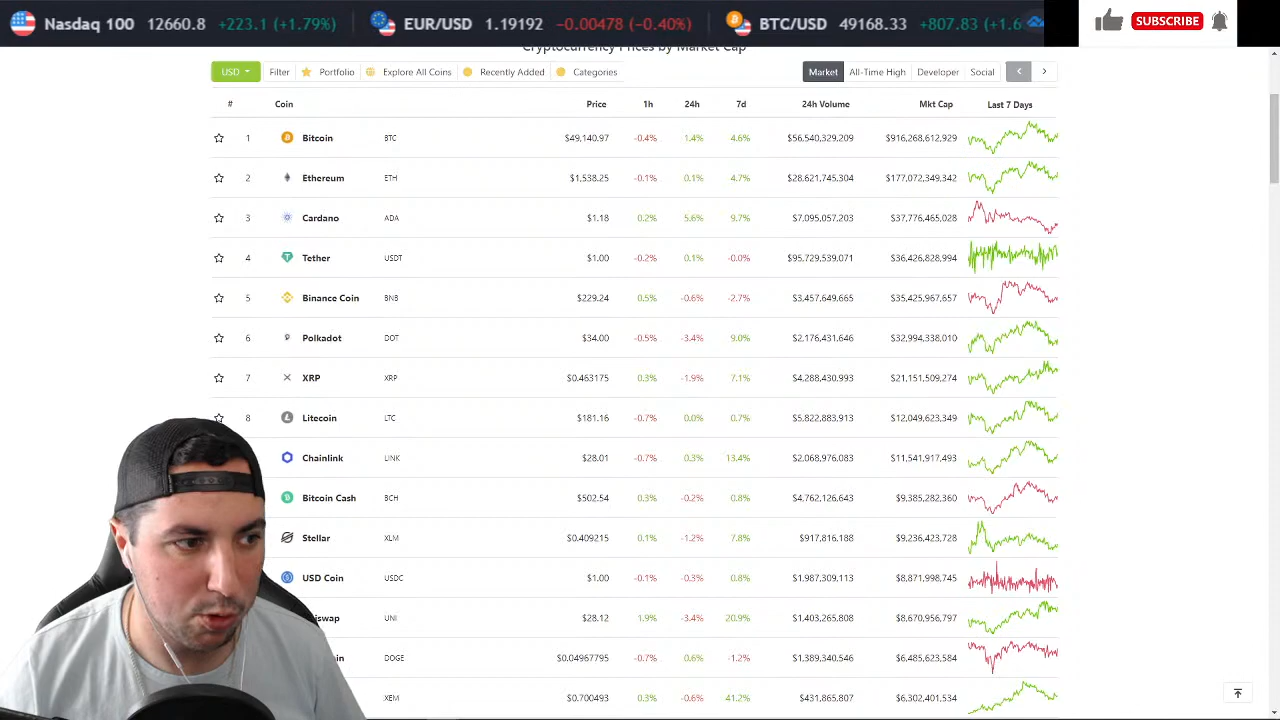 Nasdaq 100 12660.8 +223.1 (+1.79%) EUR/USD 1.19192 -0.00478 (-0.40%) BTC/USD 49168.33 +807.83 (+1.6 SUBSCRIBE
Cryptocurrency Prices by Market Cap
USD Filter Portfolio Explore All Coins Recently Added Categories Market All-Time High Developer Social
# Coin Price 1h 24h 7d 24h Volume Mkt Cap Last 7 Days
1 Bitcoin BTC $49,140.97 -0.4% 1.4% 4.6% $56,540,329,209 $916,268,612,929
2 Ethereum ETH $1,538.25 -0.1% 0.1% 4.7% $28,621,745,304 $177,072,349,342
3 Cardano ADA $1.18 0.2% 5.6% 9.7% $7,095,057,203 $37,776,465,028
4 Tether USDT $1.00 -0.2% 0.1% -0.0% $95,729,539,071 $36,426,828,994
5 Binance Coin BNB $229.24 0.5% -0.6% -2.7% $3,457,649,665 $35,425,967,657
6 Polkadot DOT $34.00 -0.5% -3.4% 9.0% $2,176,431,646 $32,994,338,010
7 XRP XRP $0.463175 0.3% -1.9% 7.1% $4,288,430,993 $21,151,509,274
8 Litecoin LTC $181.16 -0.7% 0.0% 0.7% $5,822,883,913 $12,049,623,349
Chainlink LINK $28.01 -0.7% 0.3% 13.4% $2,068,976,083 $11,541,917,493
Bitcoin Cash BCH $502.54 0.3% -0.2% 0.8% $4,762,126,643 $9,385,282,360
Stellar XLM $0.409215 0.1% -1.2% 7.8% $917,816,188 $9,236,423,728
USD Coin USDC $1.00 -0.1% -0.3% 0.8% $1,987,309,113 $8,821,998,745
iswap UNI $28.12 1.9% -3.4% 20.9% $1,403,265,808 $8,670,956,797
in DOGE $0.04967795 -0.7% 0.6% -1.2% $1,389,340,546 $6,485,623,584
XEM $0.700493 0.3% -0.6% 41.2% $431,865,807 $6,302,401,534